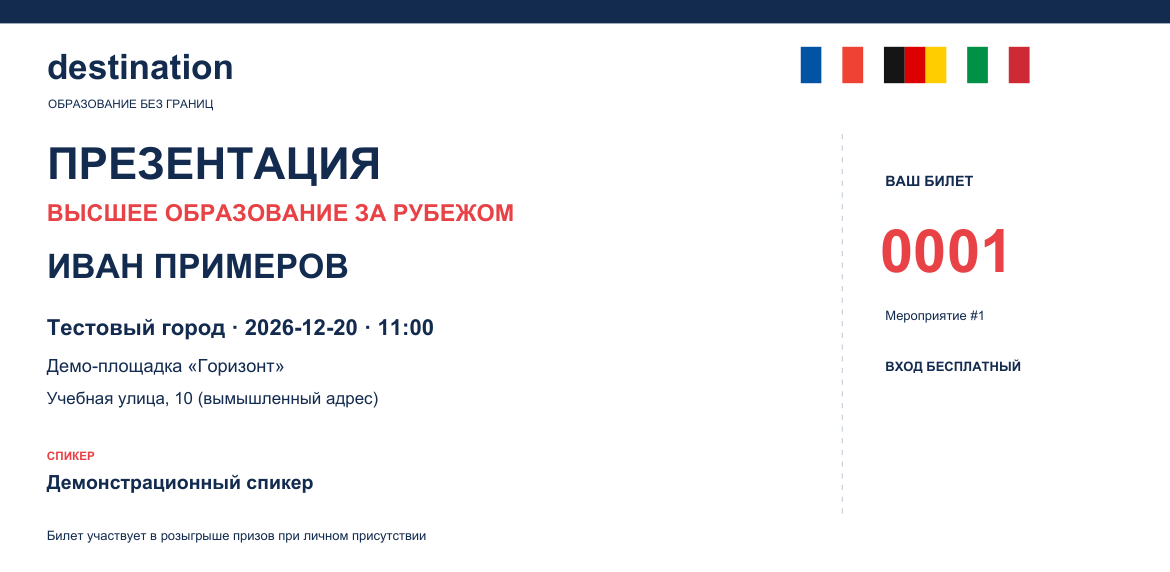 destination
ОБРАЗОВАНИЕ БЕЗ ГРАНИЦ
ПРЕЗЕНТАЦИЯ
ВЫСШЕЕ ОБРАЗОВАНИЕ ЗА РУБЕЖОМ
ИВАН ПРИМЕРОВ
Тестовый город · 2026-12-20 · 11:00
Демо-площадка «Горизонт»
Учебная улица, 10 (вымышленный адрес)
СПИКЕР
Демонстрационный спикер
Билет участвует в розыгрыше призов при личном присутствии
ВАШ БИЛЕТ
0001
Мероприятие #1
ВХОД БЕСПЛАТНЫЙ